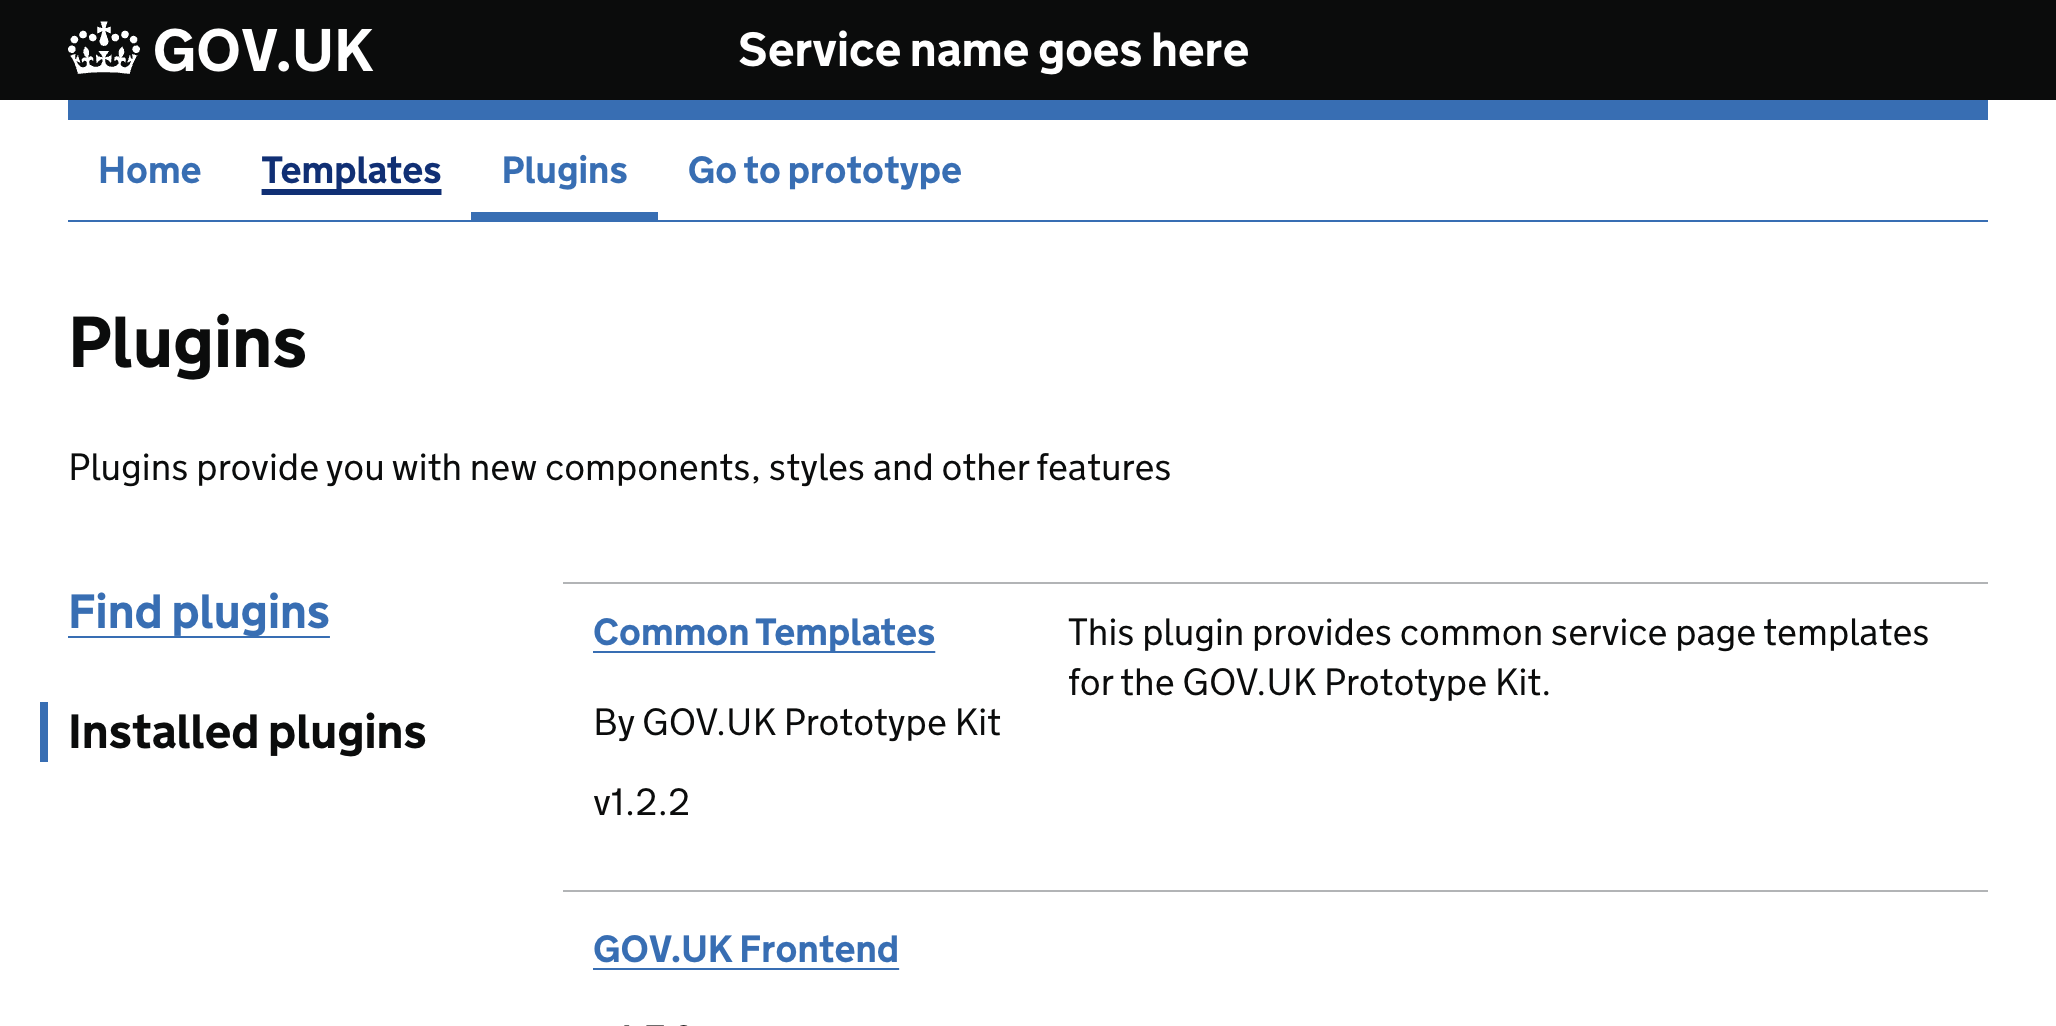 GOV.UK
Service name goes here
Home Templates Plugins Go to prototype
Plugins
Plugins provide you with new components, styles and other features
Find plugins
Installed plugins
Common Templates
By GOV.UK Prototype Kit
v1.2.2
This plugin provides common service page templates
for the GOV.UK Prototype Kit.
GOV.UK Frontend